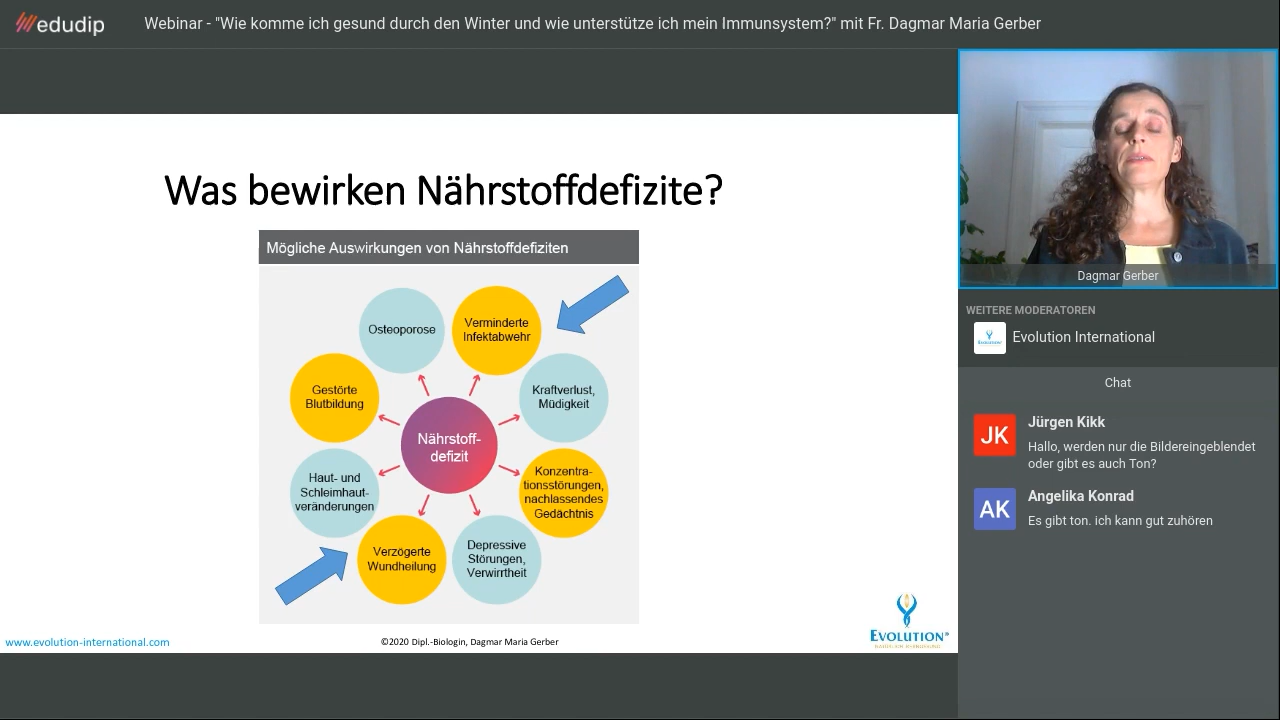 edudip
Webinar - "Wie komme ich gesund durch den Winter und wie unterstütze ich mein Immunsystem?" mit Fr. Dagmar Maria Gerber
Was bewirken Nährstoffdefizite?
Mögliche Auswirkungen von Nährstoffdefiziten
Osteoporose
Verminderte
Infektabwehr
Gestörte
Blutbildung
Kraftverlust,
Müdigkeit
Nährstoff-
defizit
Haut- und
Schleimhaut-
veränderungen
Konzentra-
tionsstörungen,
nachlassendes
Gedächtnis
Verzögerte
Wundheilung
Depressive
Störungen,
Verwirrtheit
www.evolution-international.com
©2020 Dipl.-Biologin, Dagmar Maria Gerber
EVOLUTION®
Dagmar Gerber
WEITERE MODERATOREN
Evolution International
Chat
JK
Jürgen Kikk
Hallo, werden nur die Bildereingeblendet
oder gibt es auch Ton?
AK
Angelika Konrad
Es gibt ton. ich kann gut zuhören